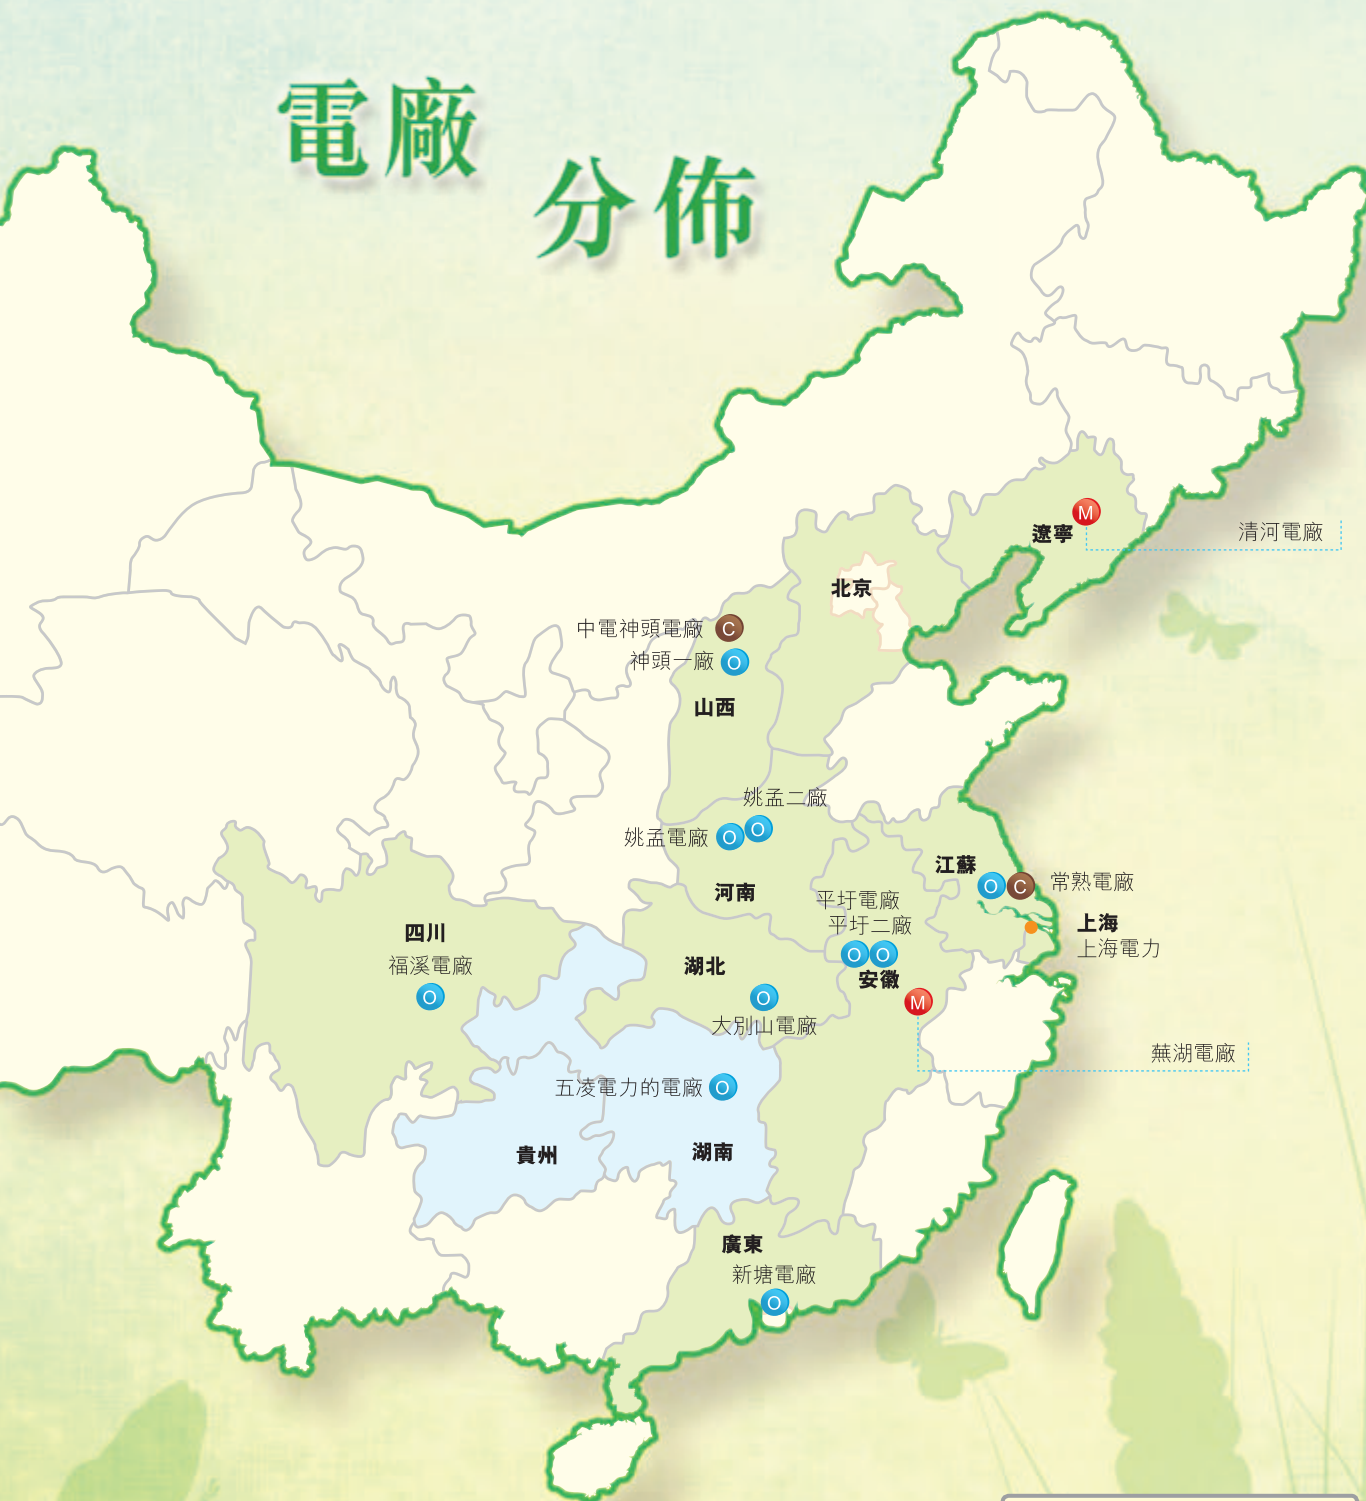 電廠
分佈
遼寧
M
清河電廠
北京
中電神頭電廠
C
神頭一廠
O
山西
姚孟二廠
O
姚孟電廠
O
河南
江蘇
O
C
常熟電廠
平圩電廠
平圩二廠
上海
上海電力
四川
福溪電廠
O
湖北
O
大別山電廠
O
O
安徽
M
蕪湖電廠
五凌電力的電廠
O
貴州
湖南
廣東
新塘電廠
O